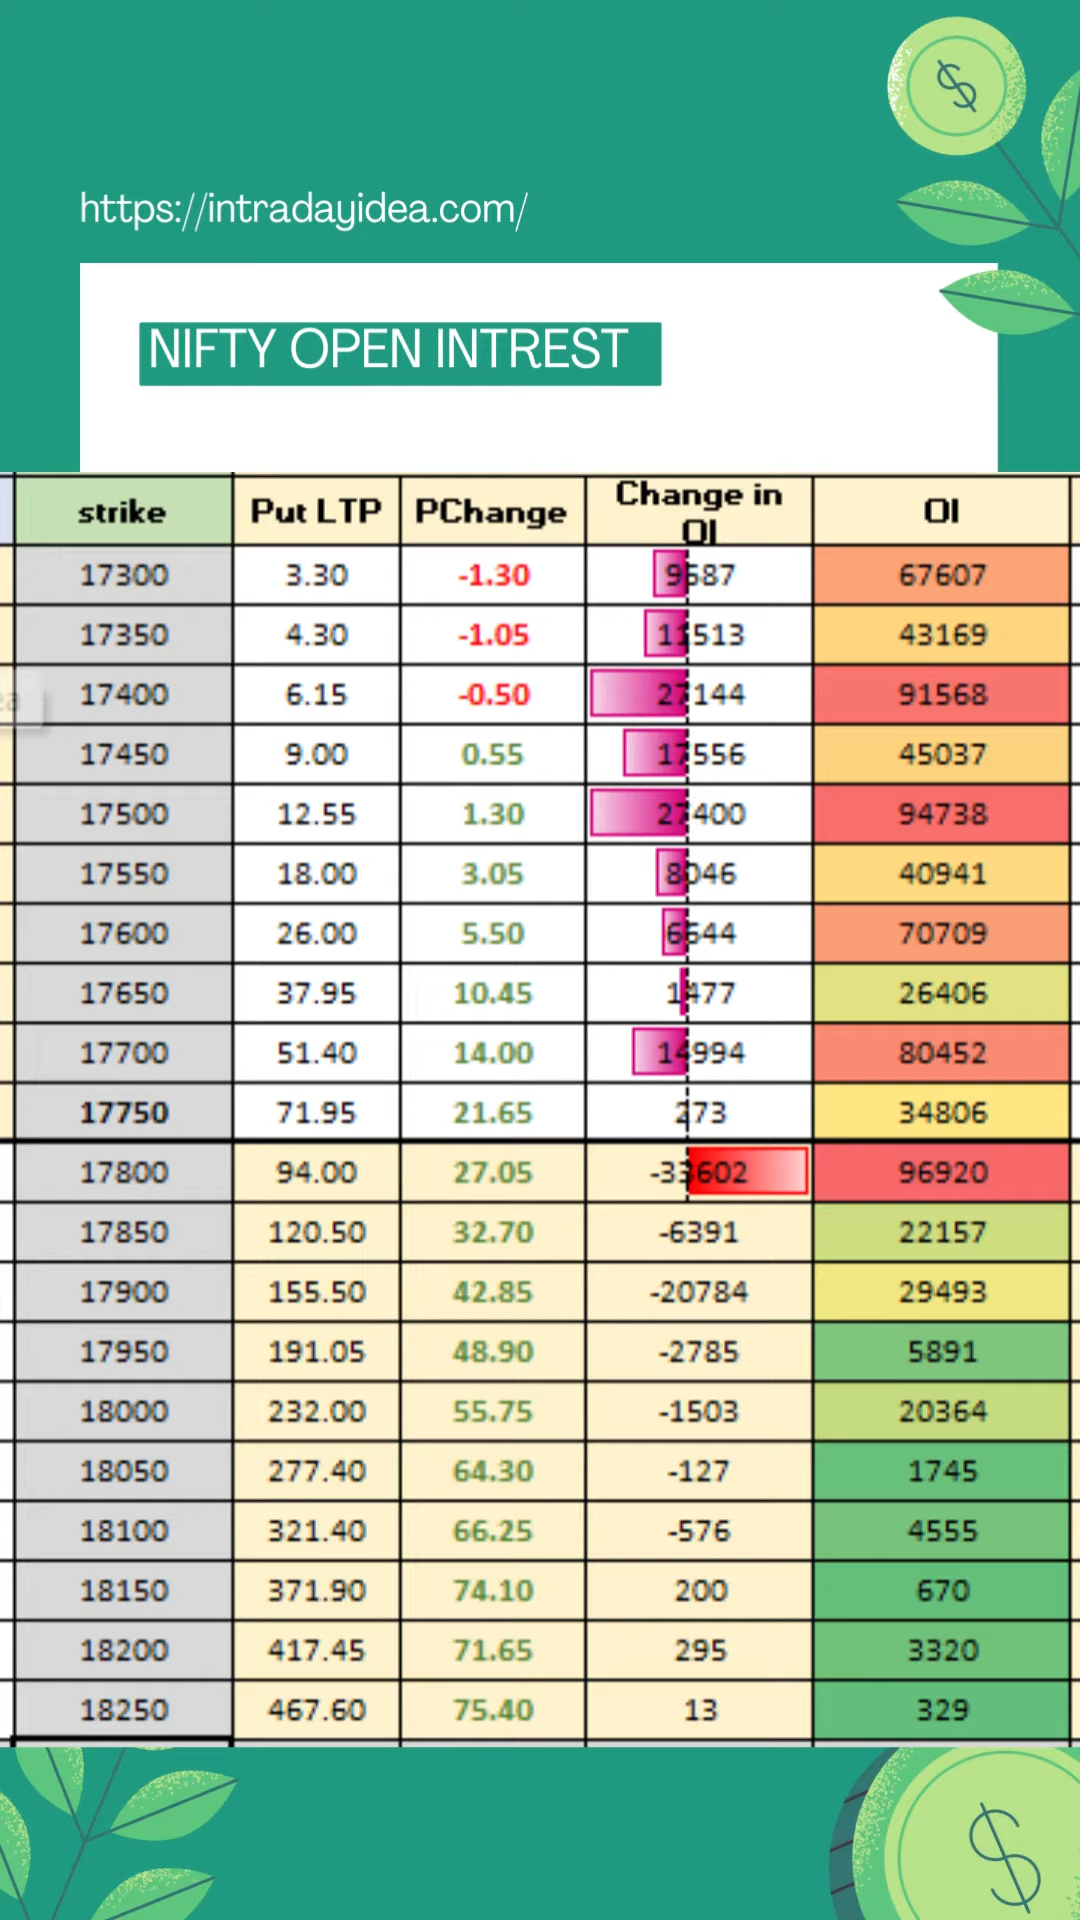 https://intradayidea.com/
NIFTY OPEN INTREST
strike Put LTP PChange Change in OI OI
17300 3.30 -1.30 9687 67607
17350 4.30 -1.05 11513 43169
17400 6.15 -0.50 27144 91568
17450 9.00 0.55 17556 45037
17500 12.55 1.30 27400 94738
17550 18.00 3.05 8046 40941
17600 26.00 5.50 6644 70709
17650 37.95 10.45 1477 26406
17700 51.40 14.00 14994 80452
17750 71.95 21.65 273 34806
17800 94.00 27.05 -33602 96920
17850 120.50 32.70 -6391 22157
17900 155.50 42.85 -20784 29493
17950 191.05 48.90 -2785 5891
18000 232.00 55.75 -1503 20364
18050 277.40 64.30 -127 1745
18100 321.40 66.25 -576 4555
18150 371.90 74.10 200 670
18200 417.45 71.65 295 3320
18250 467.60 75.40 13 329